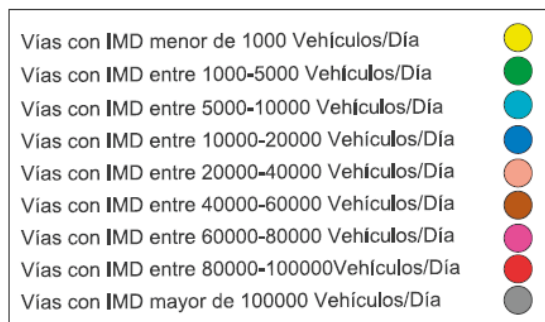 Vías con IMD menor de 1000 Vehículos/Día
Vías con IMD entre 1000-5000 Vehículos/Día
Vías con IMD entre 5000-10000 Vehículos/Día
Vías con IMD entre 10000-20000 Vehículos/Día
Vías con IMD entre 20000-40000 Vehículos/Día
Vías con IMD entre 40000-60000 Vehículos/Día
Vías con IMD entre 60000-80000 Vehículos/Día
Vías con IMD entre 80000-100000Vehículos/Día
Vías con IMD mayor de 100000 Vehículos/Día